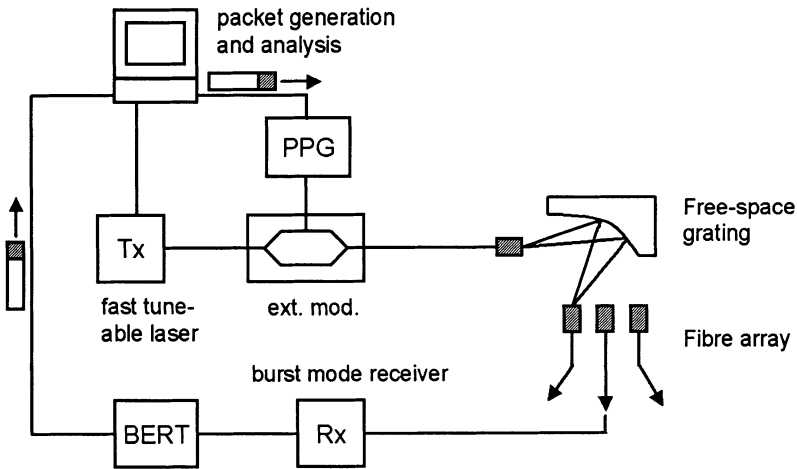 packet generation
and analysis
PPG
Free-space
grating
Tx
fast tune-
able laser
ext. mod.
Fibre array
burst mode receiver
BERT
Rx